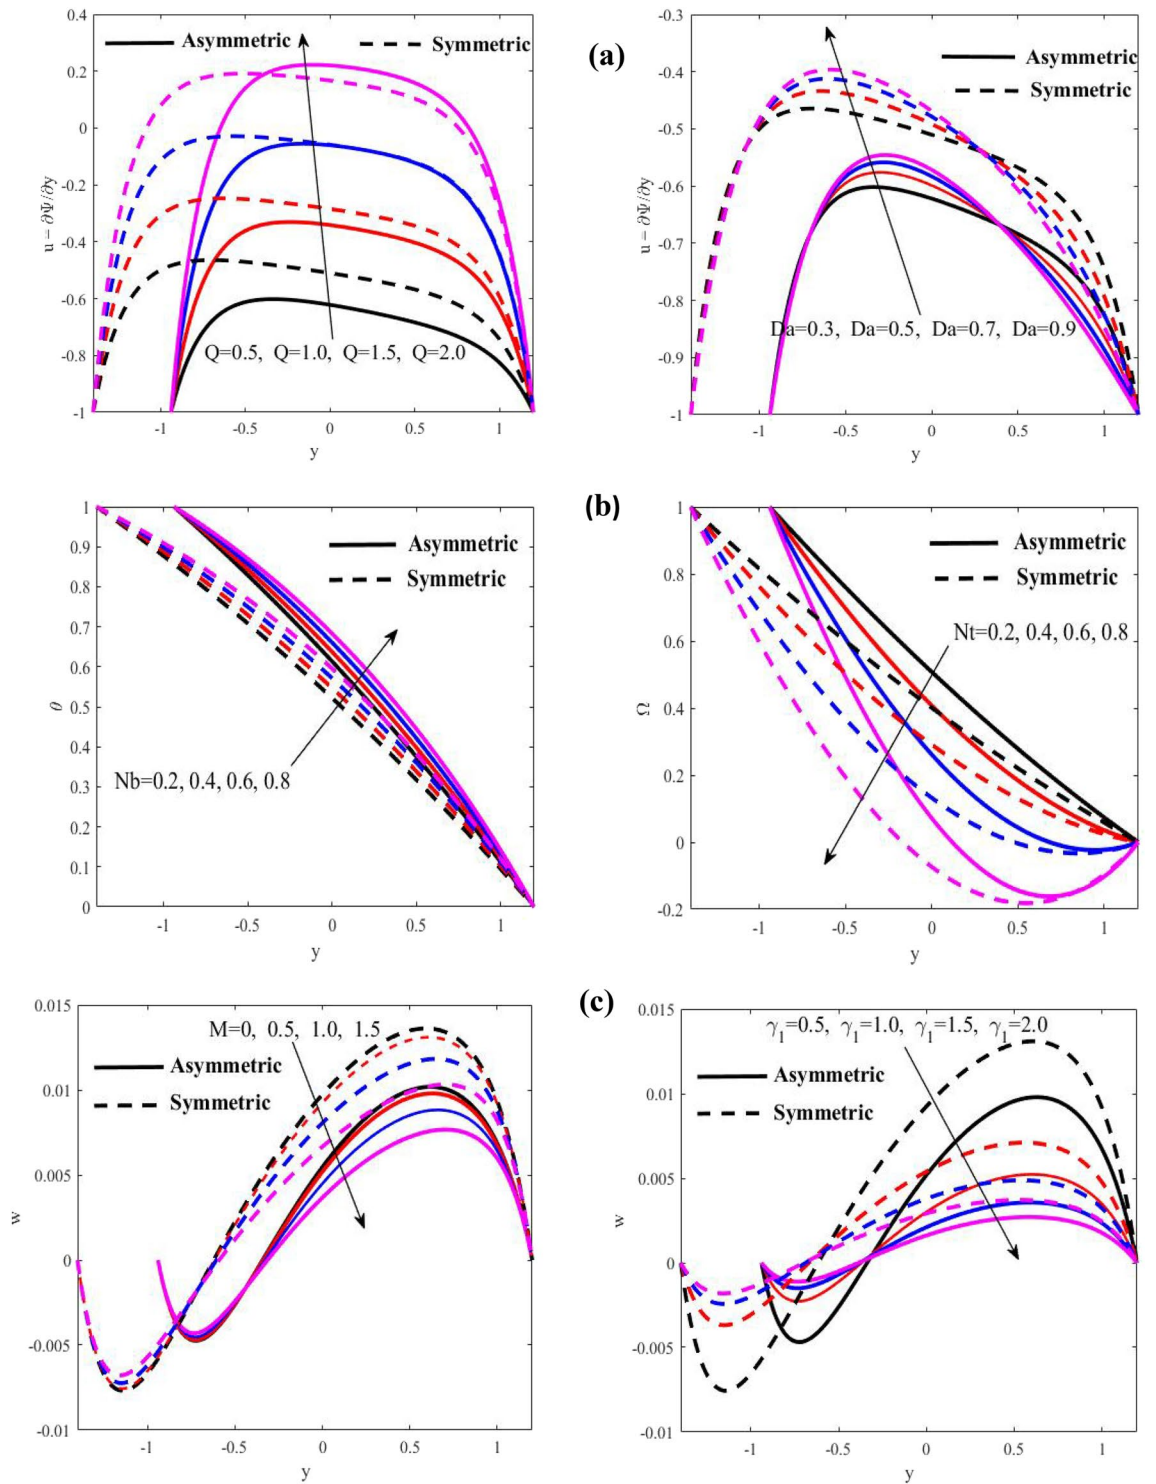 0.4
0.2
0
-0.2
-0.4
-0.6
-0.8
-1
u = ∂Ψ/∂y
Asymmetric
Symmetric
Q=0.5, Q=1.0, Q=1.5, Q=2.0
-1 -0.5 0 0.5 1
y
(a)
-0.3
-0.4
-0.5
-0.6
-0.7
-0.8
-0.9
-1
u = ∂Ψ/∂y
Asymmetric
Symmetric
Da=0.3, Da=0.5, Da=0.7, Da=0.9
-1 -0.5 0 0.5 1
y
1
0.9
0.8
0.7
0.6
0.5
0.4
0.3
0.2
0.1
0
θ
Asymmetric
Symmetric
Nb=0.2, 0.4, 0.6, 0.8
-1 -0.5 0 0.5 1
y
(b)
1
0.8
0.6
0.4
0.2
0
-0.2
Ω
Asymmetric
Symmetric
Nt=0.2, 0.4, 0.6, 0.8
-1 -0.5 0 0.5 1
y
0.015
0.010
0.005
0
-0.005
-0.01
w
M=0, 0.5, 1.0, 1.5
Asymmetric
Symmetric
-1 -0.5 0 0.5 1
y
(c)
0.015
0.010
0.005
0
-0.005
-0.01
w
γ₁=0.5, γ₁=1.0, γ₁=1.5, γ₁=2.0
Asymmetric
Symmetric
-1 -0.5 0 0.5 1
y